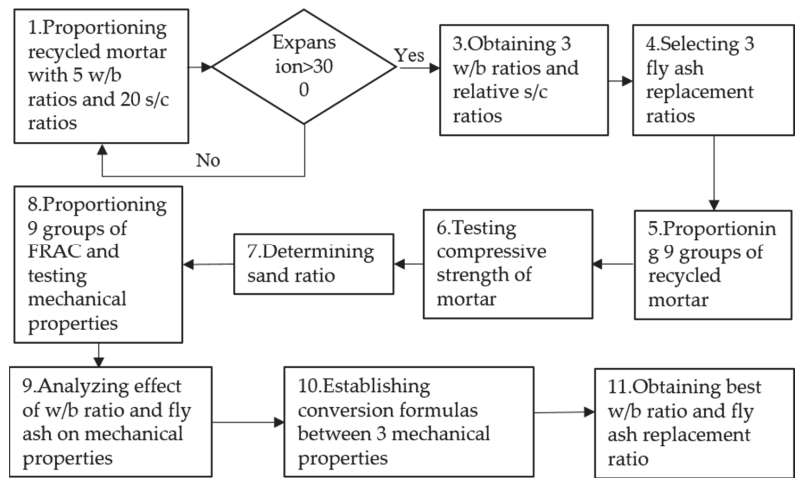 1.Proportioning
recycled mortar
with 5 w/b
ratios and 20 s/c
ratios
Expans
ion>30
0
Yes
No
3.Obtaining 3
w/b ratios and
relative s/c
ratios
4.Selecting 3
fly ash
replacement
ratios
5.Proportionin
g 9 groups of
recycled
mortar
6.Testing
compressive
strength of
mortar
7.Determining
sand ratio
8.Proportioning
9 groups of
FRAC and
testing
mechanical
properties
9.Analyzing effect
of w/b ratio and fly
ash on mechanical
properties
10.Establishing
conversion formulas
between 3 mechanical
properties
11.Obtaining best
w/b ratio and fly
ash replacement
ratio